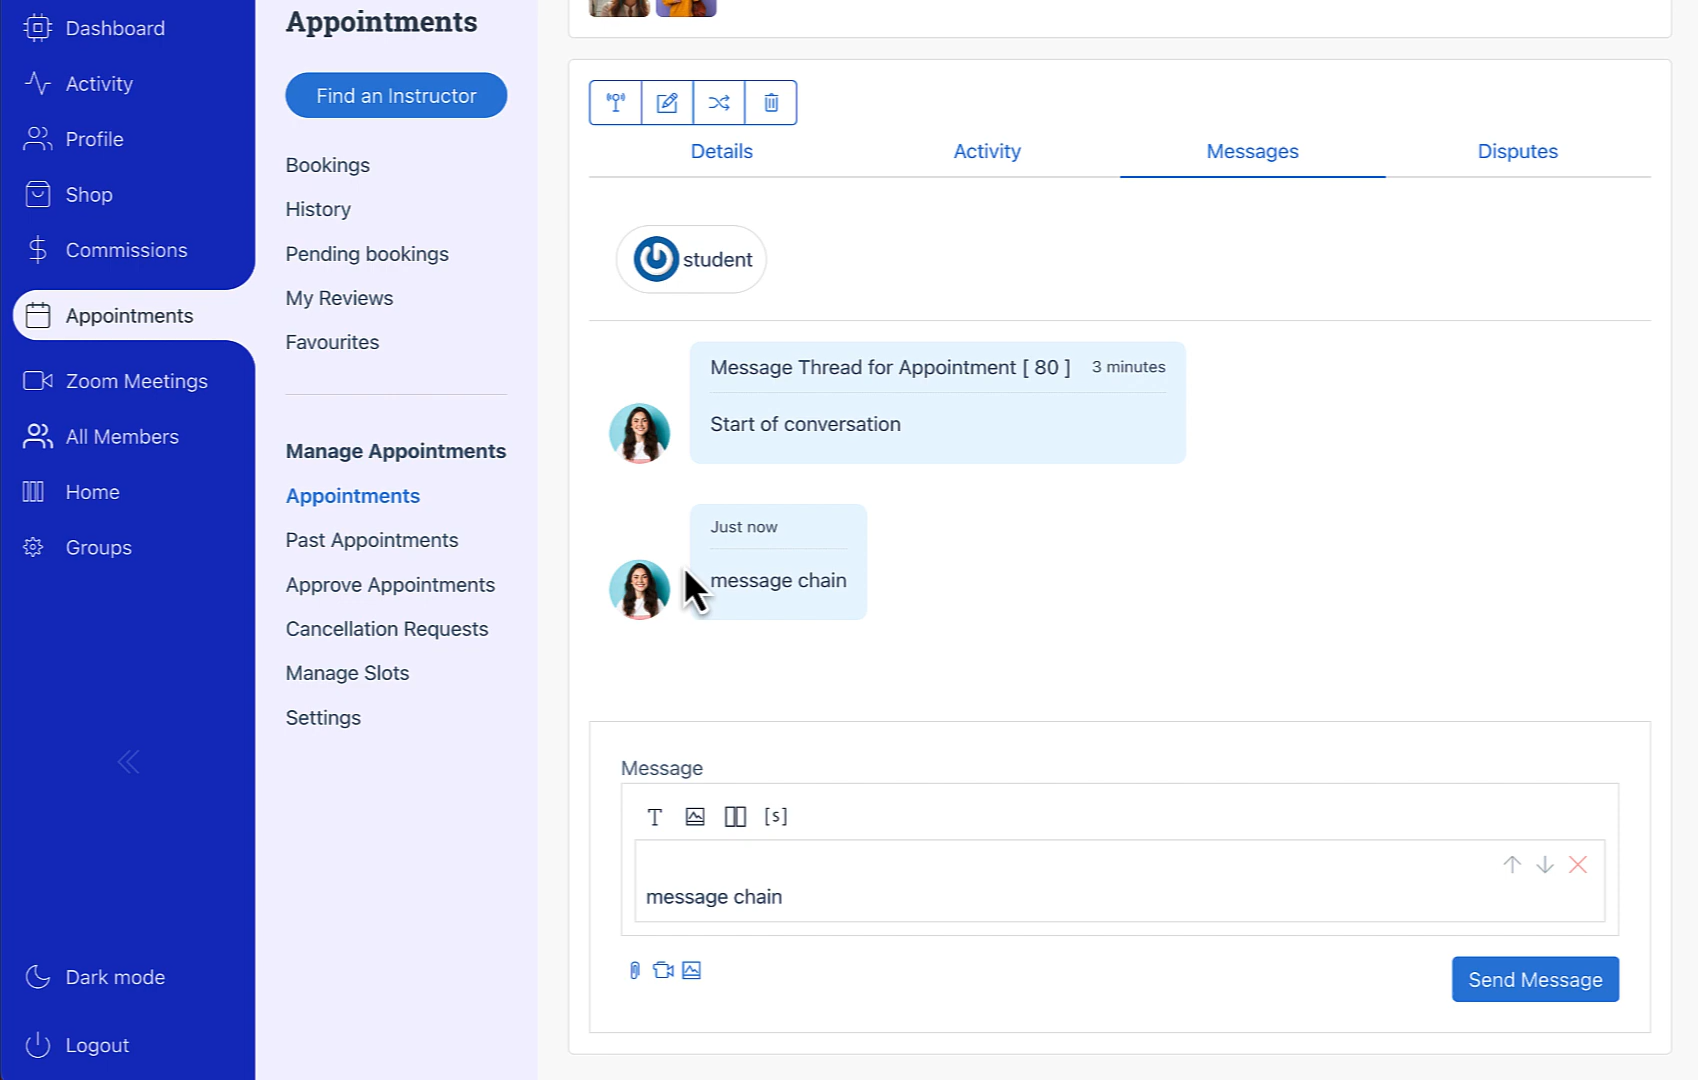 Dashboard
Activity
Profile
Shop
Commissions
Appointments
Zoom Meetings
All Members
Home
Groups
Dark mode
Logout
Appointments
Find an Instructor
Bookings
History
Pending bookings
My Reviews
Favourites
Manage Appointments
Appointments
Past Appointments
Approve Appointments
Cancellation Requests
Manage Slots
Settings
Details Activity Messages Disputes
student
Message Thread for Appointment [ 80 ] 3 minutes
Start of conversation
Just now
message chain
Message
T [s]
message chain
Send Message